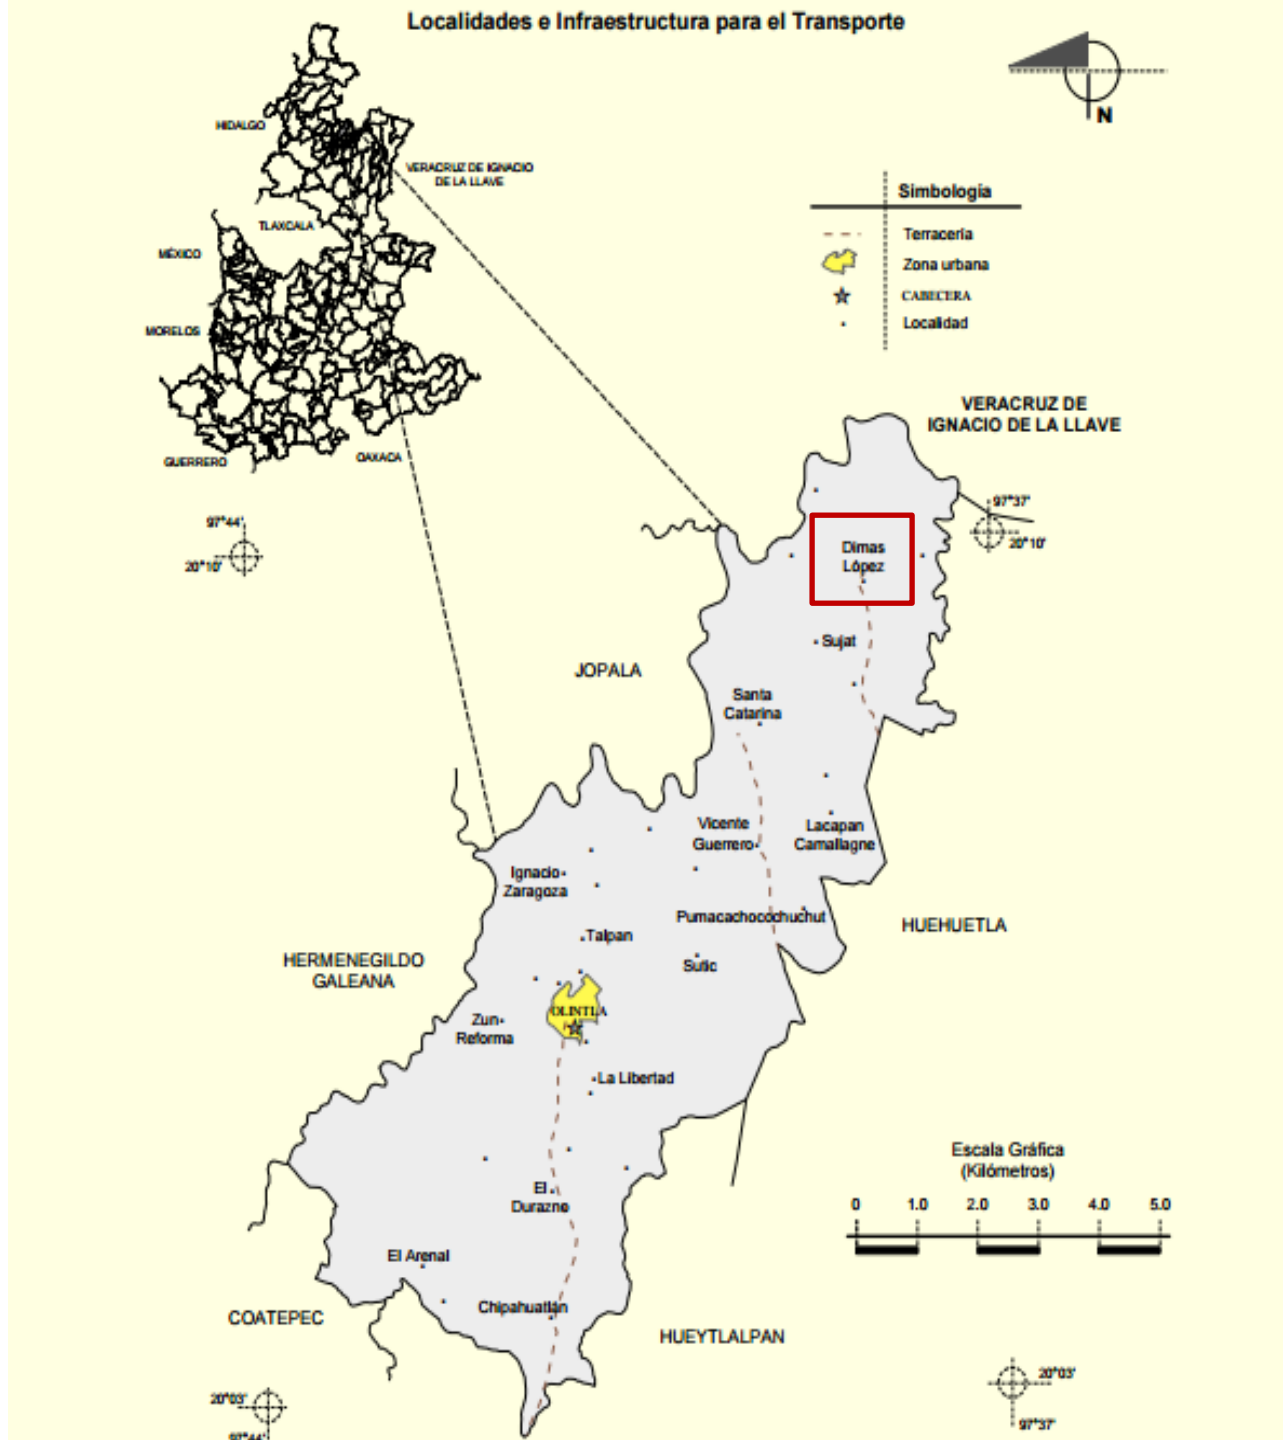 Localidades e Infraestructura para el Transporte
N
HIDALGO
VERACRUZ DE IGNACIO
DE LA LLAVE
TLAXCALA
MÉXICO
MORELOS
GUERRERO
OAXACA
Simbología
Terracería
Zona urbana
CABECERA
Localidad
VERACRUZ DE
IGNACIO DE LA LLAVE
97°44'
20°10'
97°37'
20°10'
Dimas
López
Sujat
JOPALA
Santa
Catarina
Vicente
Guerrero
Lacapan
Camallagne
Ignacio
Zaragoza
Pumacachocochuchut
HUEHUETLA
Talpan
Sutic
HERMENEGILDO
GALEANA
OLINTLA
Zun
Reforma
La Libertad
Escala Gráfica
(Kilómetros)
0 1.0 2.0 3.0 4.0 5.0
El
Durazno
El Arenal
Chipahuatlán
COATEPEC
HUEYTLALPAN
20°03'
97°44'
20°03'
97°37'